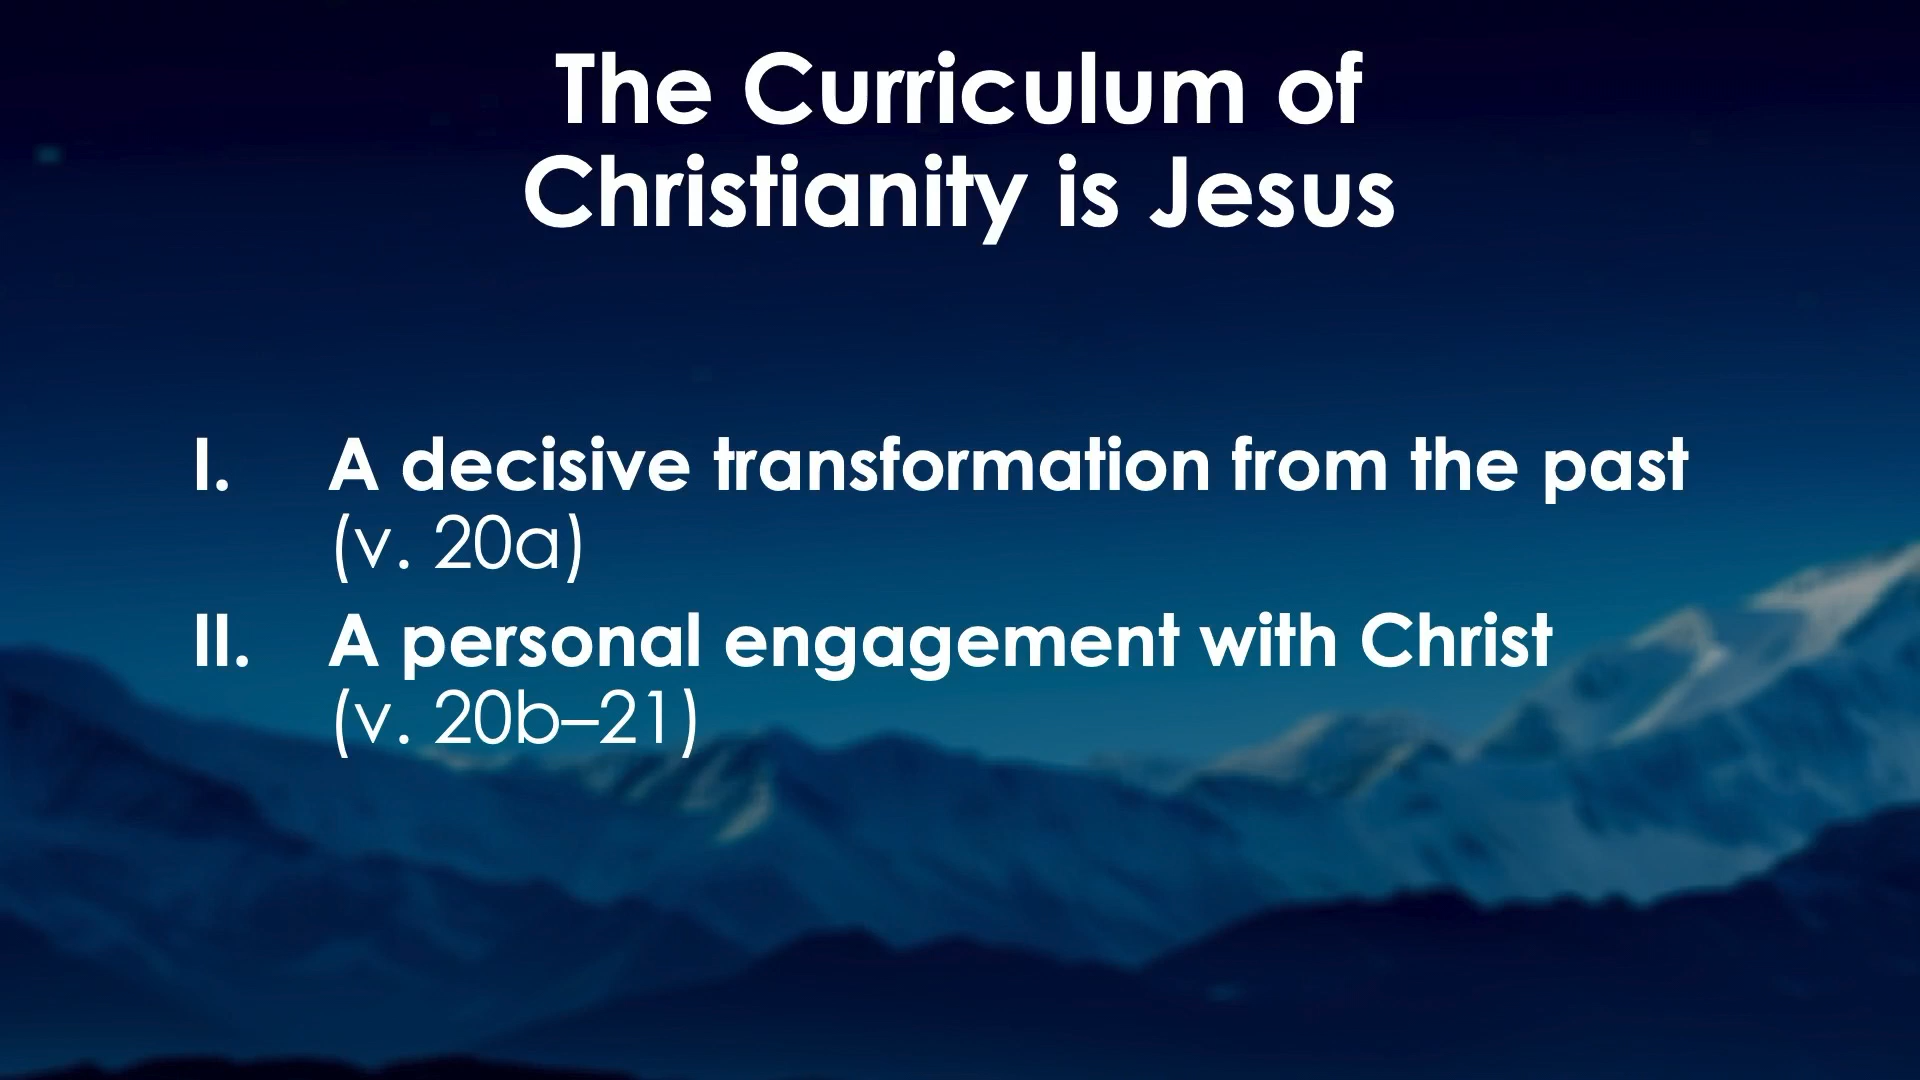 The Curriculum of
Christianity is Jesus
I. A decisive transformation from the past
(v. 20a)
II. A personal engagement with Christ
(v. 20b–21)